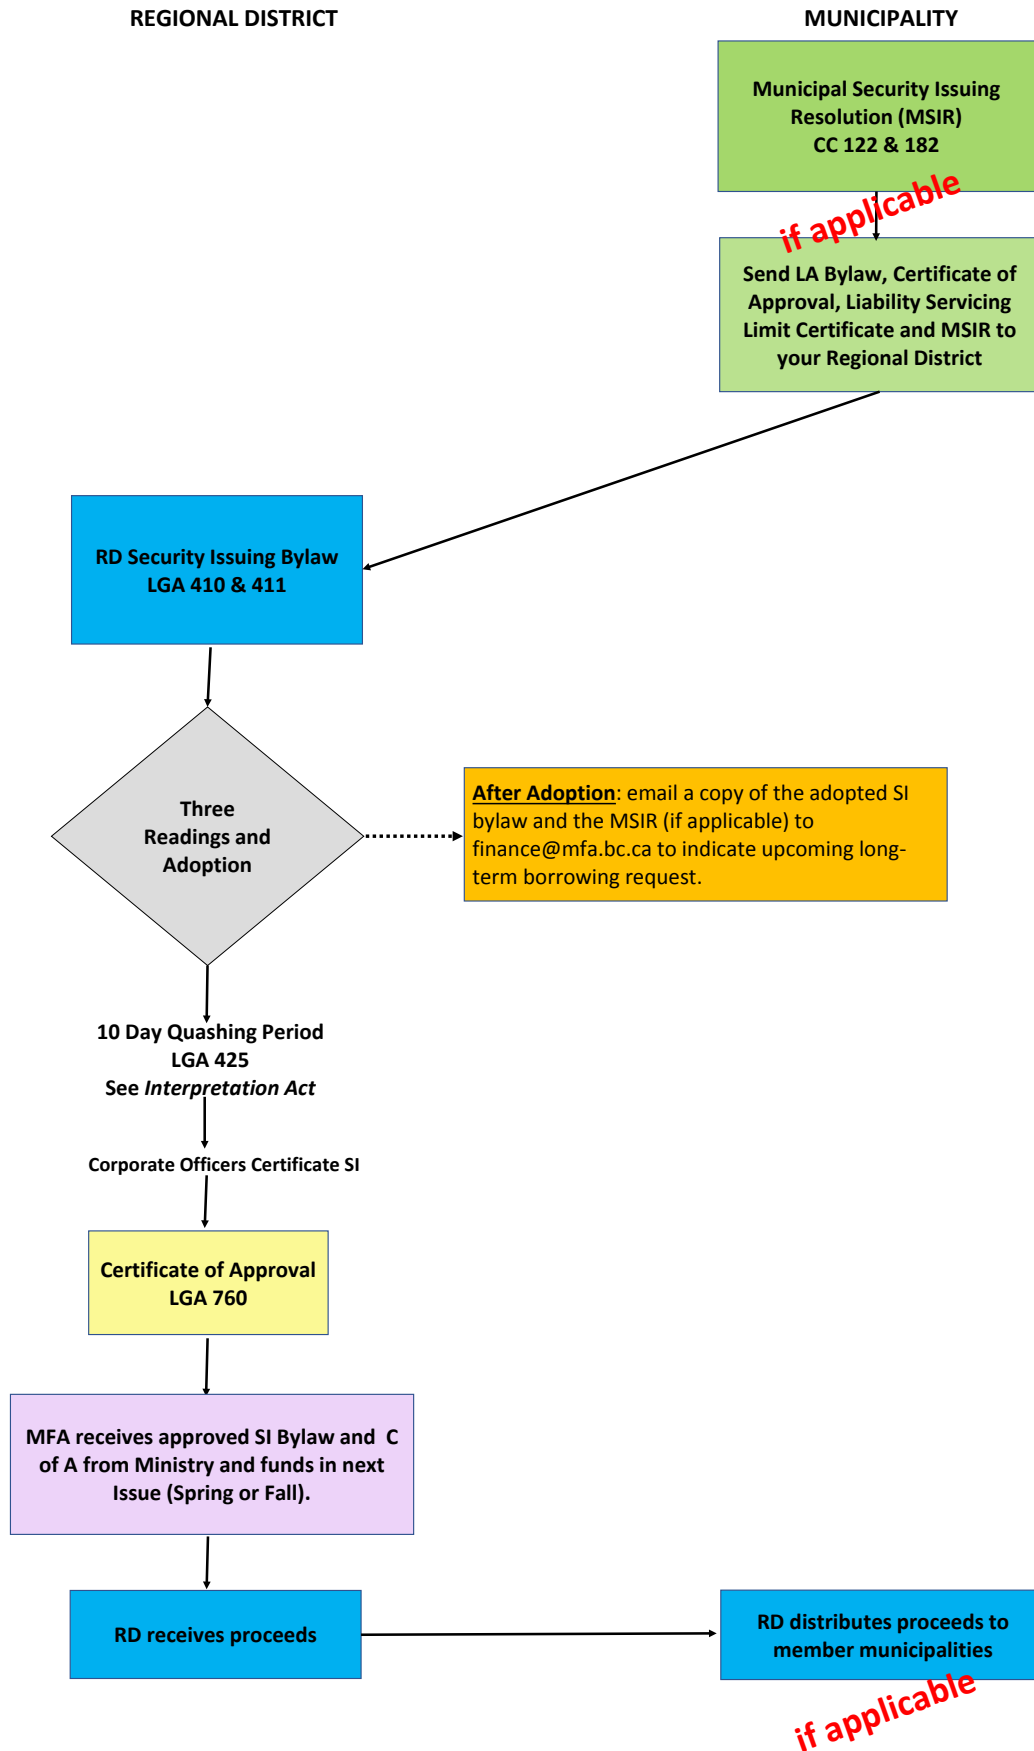 REGIONAL DISTRICT
MUNICIPALITY
Municipal Security Issuing
Resolution (MSIR)
CC 122 & 182
if applicable
Send LA Bylaw, Certificate of
Approval, Liability Servicing
Limit Certificate and MSIR to
your Regional District
RD Security Issuing Bylaw
LGA 410 & 411
Three
Readings and
Adoption
After Adoption: email a copy of the adopted SI
bylaw and the MSIR (if applicable) to
finance@mfa.bc.ca to indicate upcoming long-
term borrowing request.
10 Day Quashing Period
LGA 425
See Interpretation Act
Corporate Officers Certificate SI
Certificate of Approval
LGA 760
MFA receives approved SI Bylaw and C
of A from Ministry and funds in next
Issue (Spring or Fall).
RD receives proceeds
RD distributes proceeds to
member municipalities
if applicable